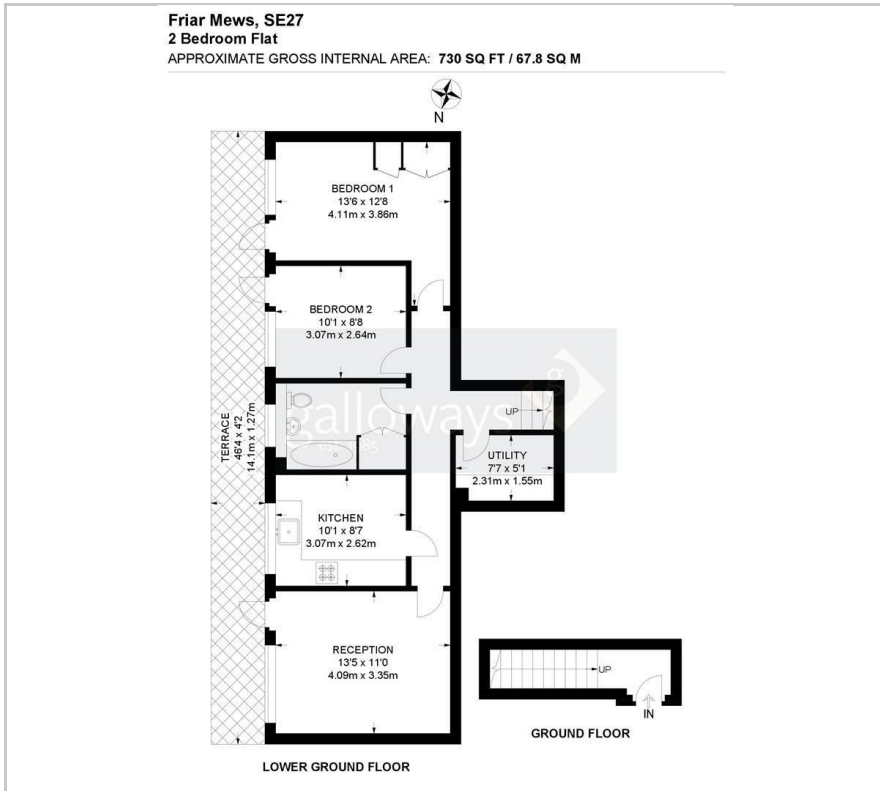 Friar Mews, SE27
2 Bedroom Flat
APPROXIMATE GROSS INTERNAL AREA: 730 SQ FT / 67.8 SQ M
N
BEDROOM 1
13'6 x 12'8
4.11m x 3.86m
BEDROOM 2
10'1 x 8'8
3.07m x 2.64m
TERRACE
46'4 x 4'2
14.1m x 1.27m
g
galloways
UP
UTILITY
7'7 x 5'1
2.31m x 1.55m
KITCHEN
10'1 x 8'7
3.07m x 2.62m
RECEPTION
13'5 x 11'0
4.09m x 3.35m
UP
IN
GROUND FLOOR
LOWER GROUND FLOOR